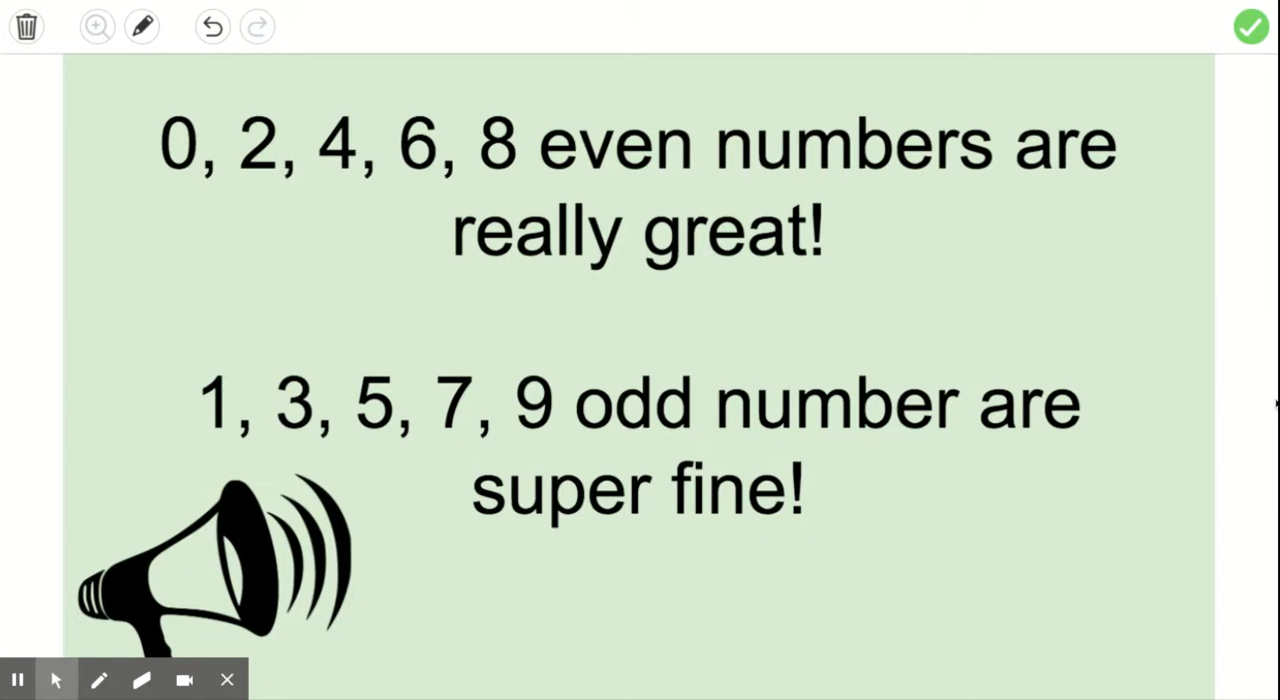 0, 2, 4, 6, 8 even numbers are
really great!
1, 3, 5, 7, 9 odd number are
super fine!